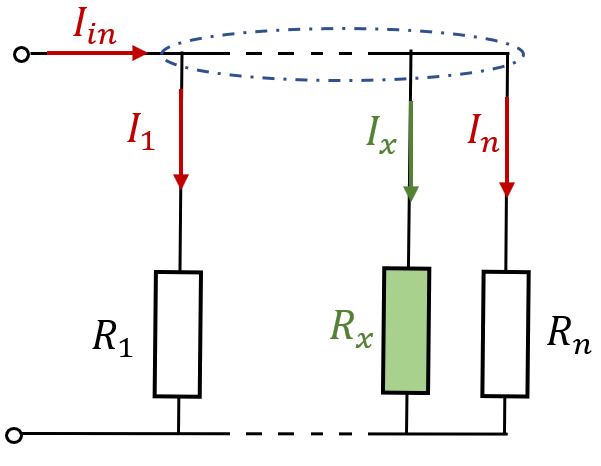 I_in
I_1
I_x
I_n
R_1
R_x
R_n